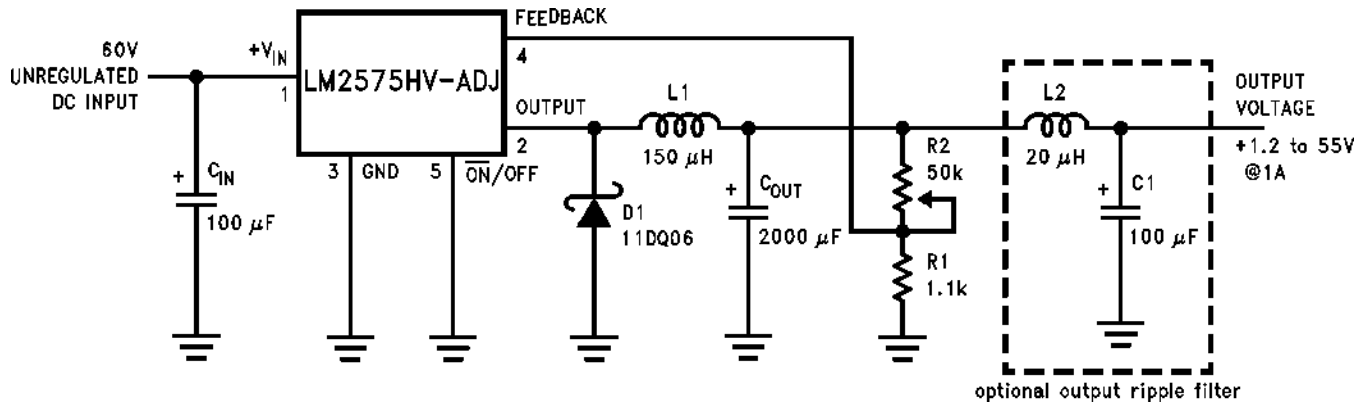 FEEDBACK
60V
UNREGULATED
DC INPUT
+VIN
1
LM2575HV-ADJ
4
OUTPUT
2
3
GND
5
ON/OFF
+
CIN
100 µF
L1
150 µH
D1
11DQ06
+
COUT
2000 µF
R2
50k
R1
1.1k
L2
20 µH
+
C1
100 µF
OUTPUT
VOLTAGE
+1.2 to 55V
@1A
optional output ripple filter